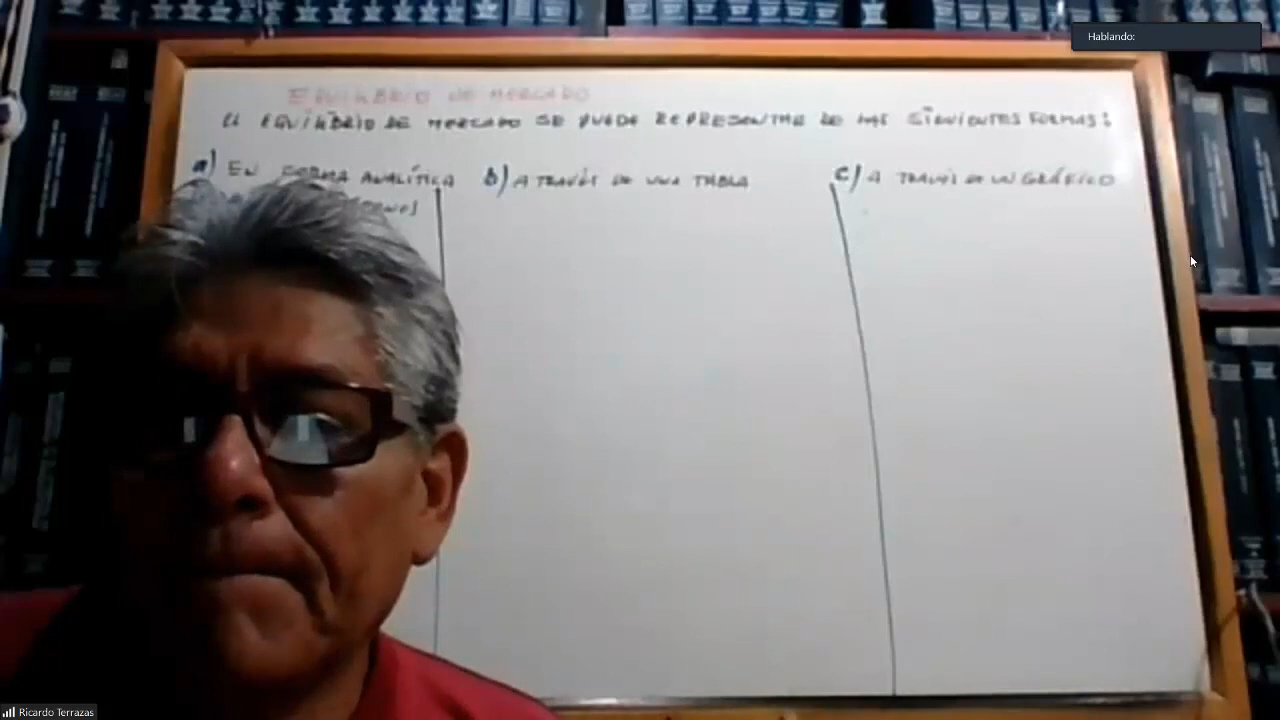 Hablando:
EQUILIBRIO DE MERCADO
EL EQUILIBRIO DE MERCADO SE PUEDE REPRESENTAR DE LAS SIGUIENTES FORMAS:
a) EN FORMA ANALÍTICA
b) A TRAVÉS DE UNA TABLA
c) A TRAVÉS DE UN GRÁFICO
Ricardo Terrazas